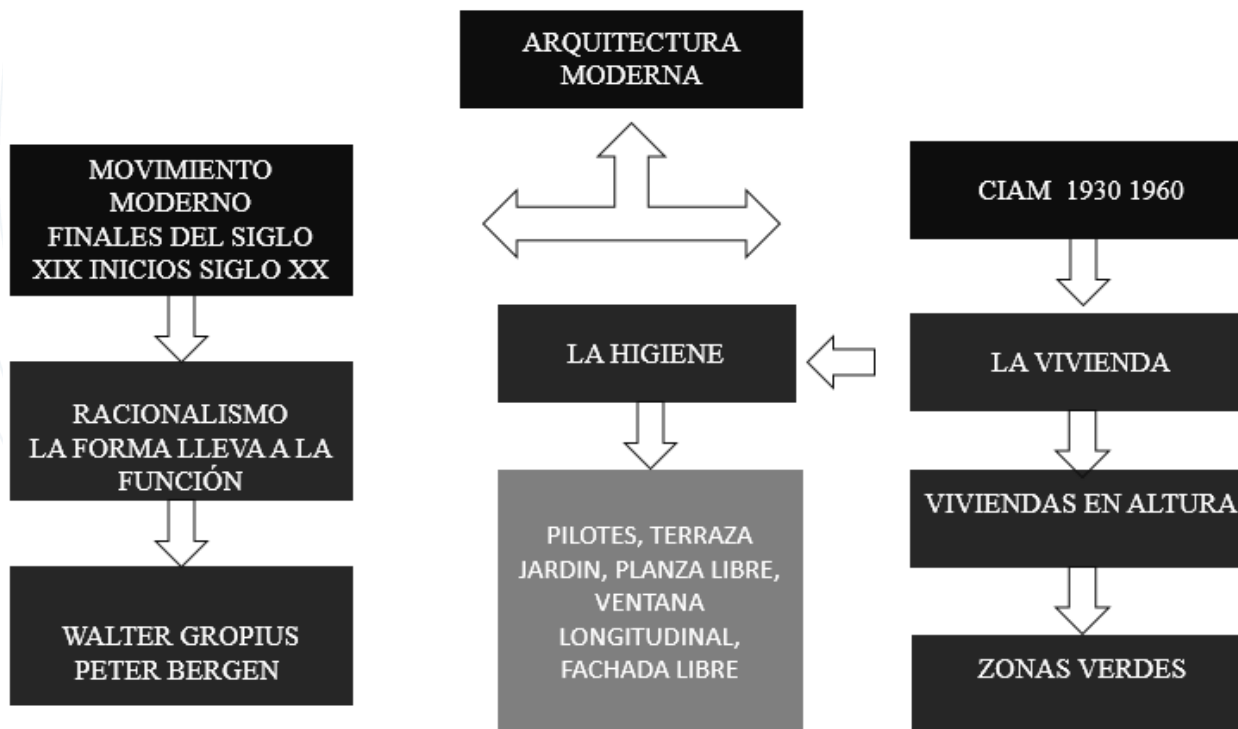 ARQUITECTURA
MODERNA
MOVIMIENTO
MODERNO
FINALES DEL SIGLO
XIX INICIOS SIGLO XX
RACIONALISMO
LA FORMA LLEVA A LA
FUNCIÓN
WALTER GROPIUS
PETER BERGEN
LA HIGIENE
PILOTES, TERRAZA
JARDIN, PLANZA LIBRE,
VENTANA
LONGITUDINAL,
FACHADA LIBRE
CIAM 1930 1960
LA VIVIENDA
VIVIENDAS EN ALTURA
ZONAS VERDES